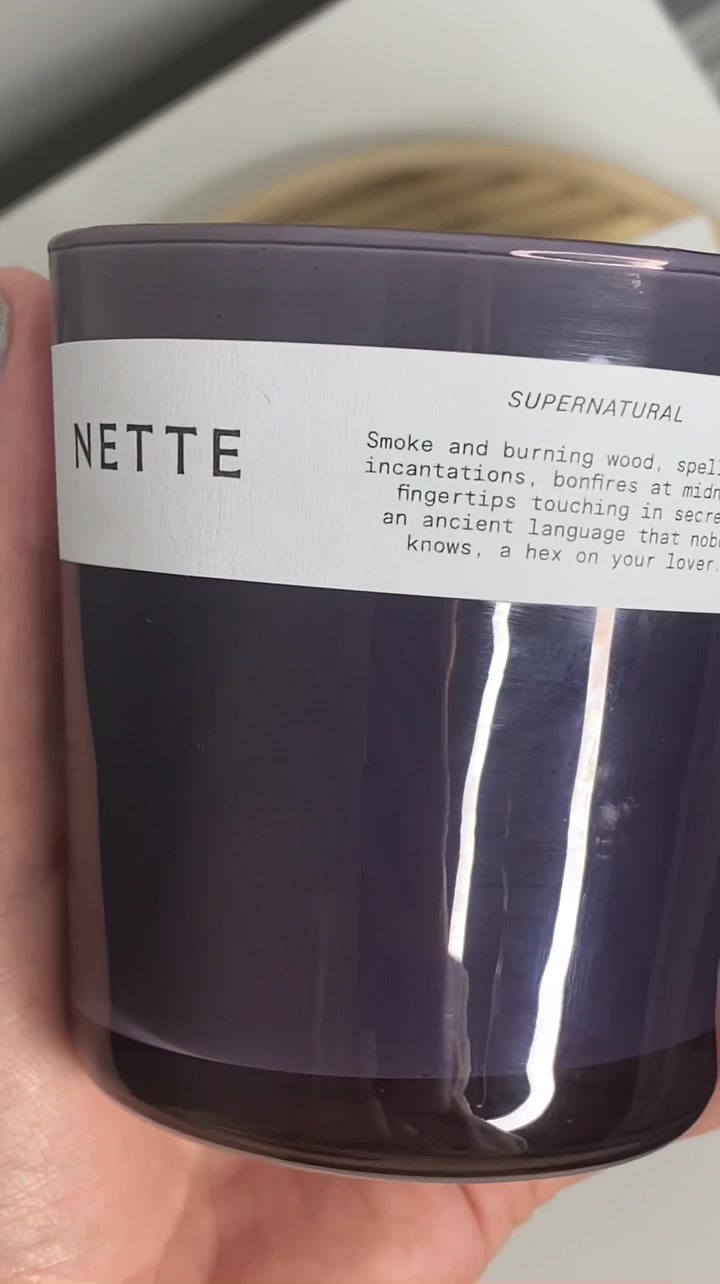 NETTE
SUPERNATURAL
Smoke and burning wood,
incantations, bonfires at
fingertips touching in
an ancient language that
knows, a hex on your lover.